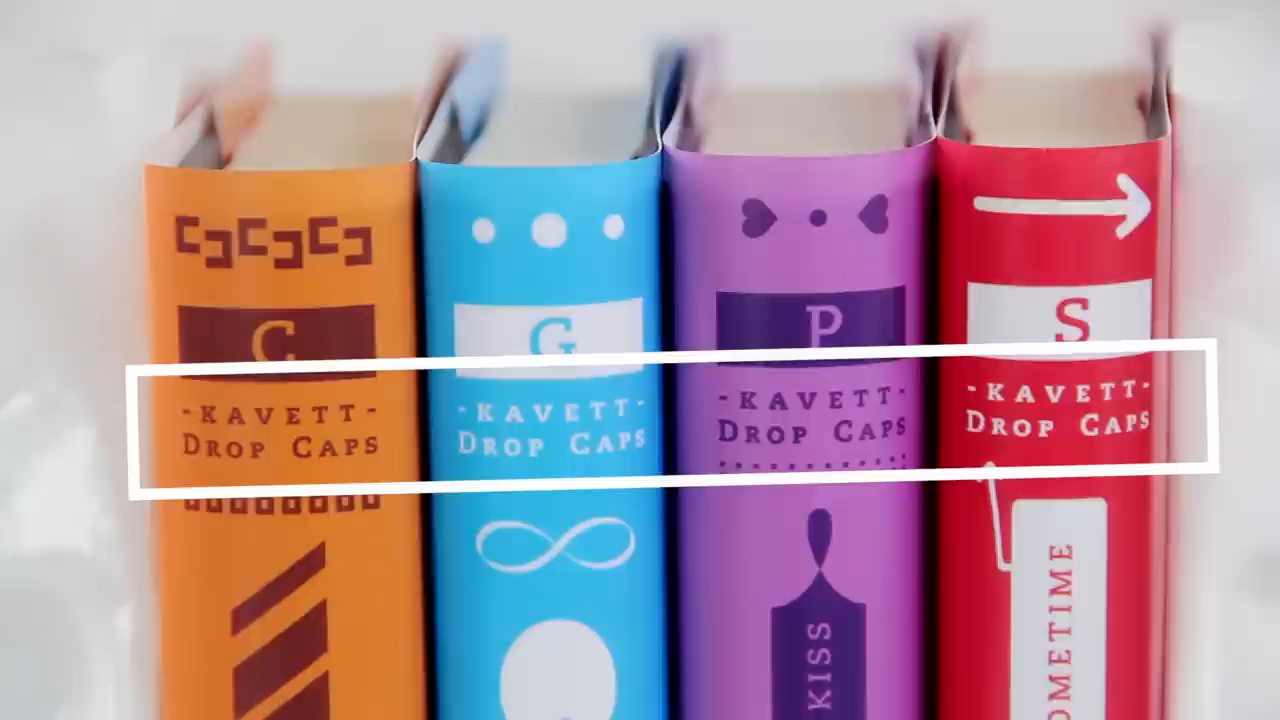 C
-KAVETT-
DROP CAPS
G
-KAVETT-
DROP CAPS
P
-KAVETT-
DROP CAPS
KISS
S
-KAVETT-
DROP CAPS
OMETIME